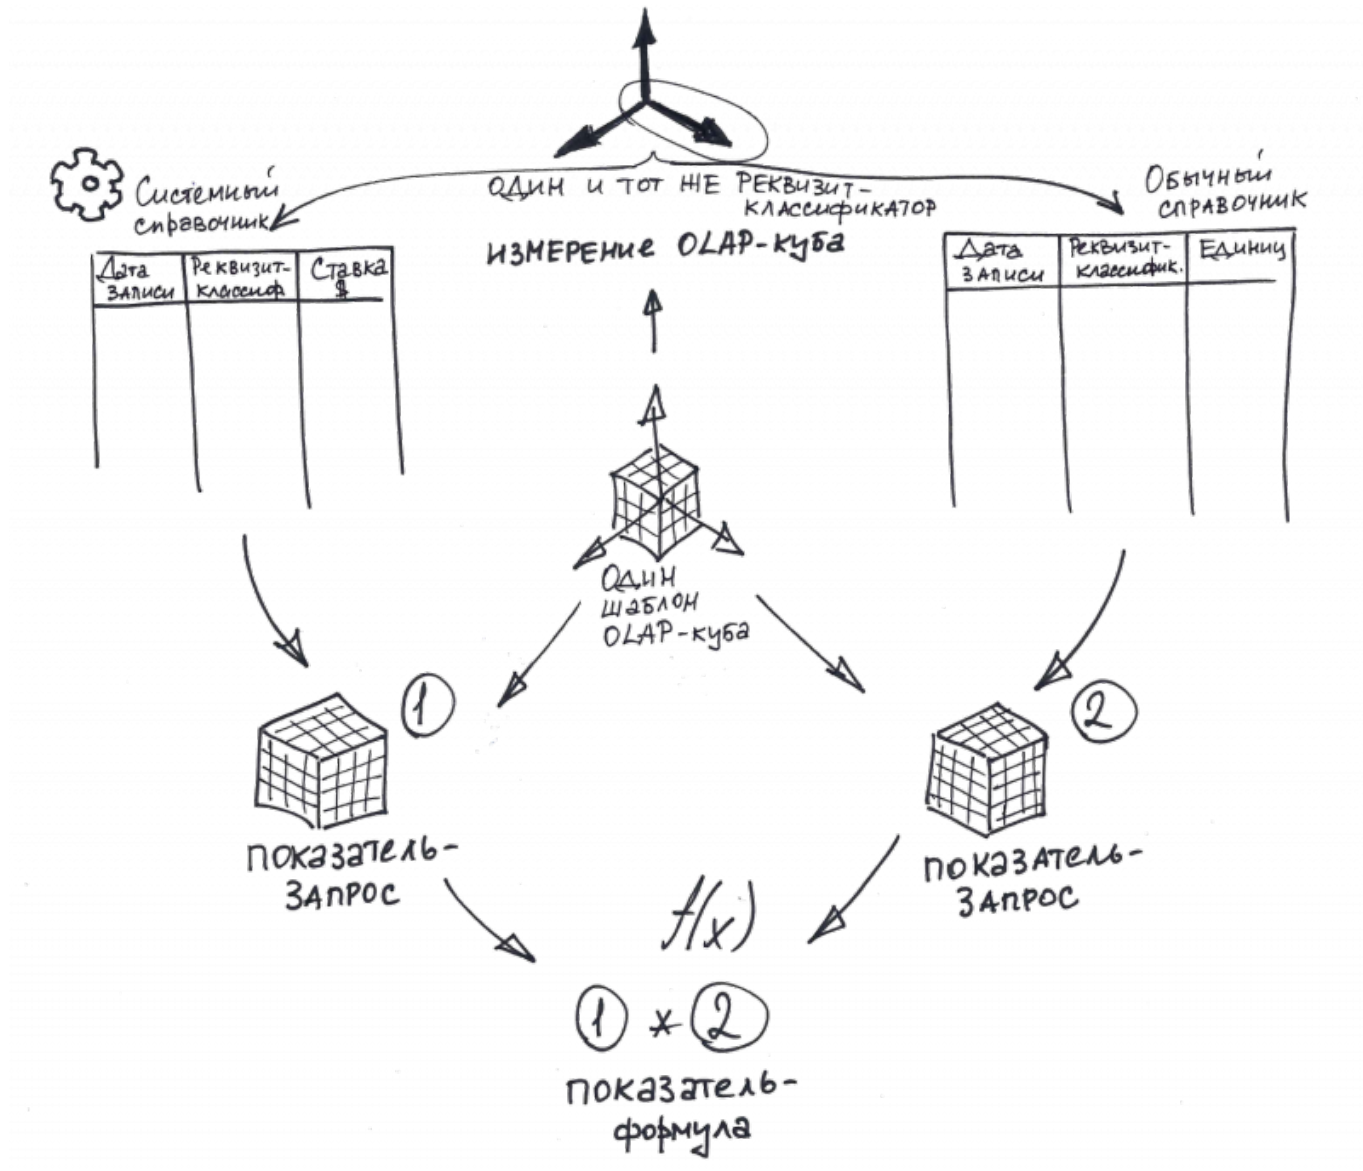 Системный
справочник
ОДИН И ТОТ ЖЕ РЕКВИЗИТ-
КЛАССИФИКАТОР
ИЗМЕРЕНИЕ OLAP-куба
Обычный
СПРАВОЧНИК
Дата
ЗАПИСИ
Реквизит-
классиф.
Ставка
$
Дата
ЗАПИСИ
Реквизит-
классифик.
Единиц
Один
шаблон
OLAP-куба
1
2
показатель-
ЗАПРОС
показатель-
ЗАПРОС
f(x)
1 * 2
показатель-
формула